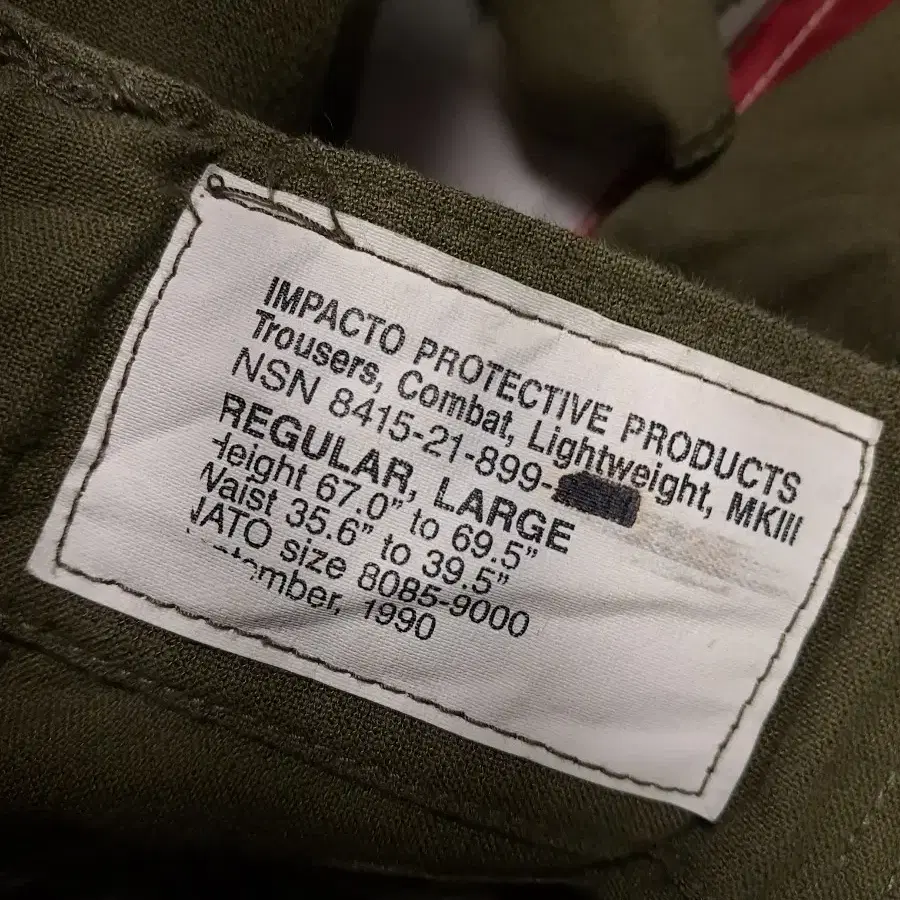 IMPACTO PROTECTIVE PRODUCTS
Trousers, Combat, Lightweight, MKIII
NSN 8415-21-899-
REGULAR, LARGE
Height 67.0" to 69.5"
Waist 35.6" to 39.5"
NATO size 8085-9000
1990